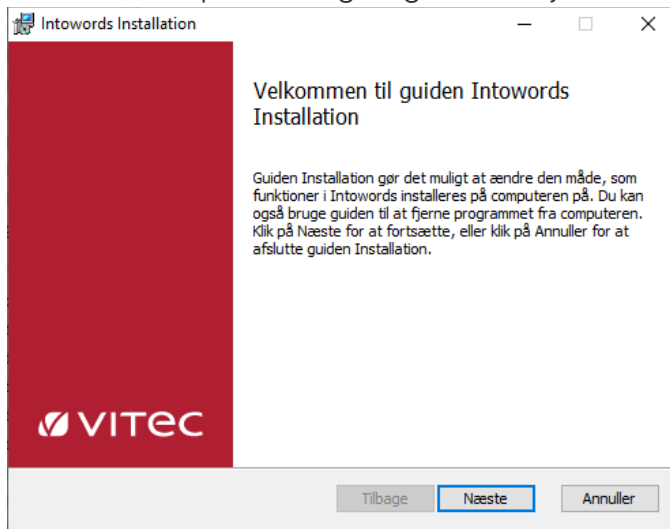 Intowords Installation
Velkommen til guiden Intowords
Installation
Guiden Installation gør det muligt at ændre den måde, som
funktioner i Intowords installeres på computeren på. Du kan
også bruge guiden til at fjerne programmet fra computeren.
Klik på Næste for at fortsætte, eller klik på Annuller for at
afslutte guiden Installation.
VITEC
Tilbage Næste Annuller